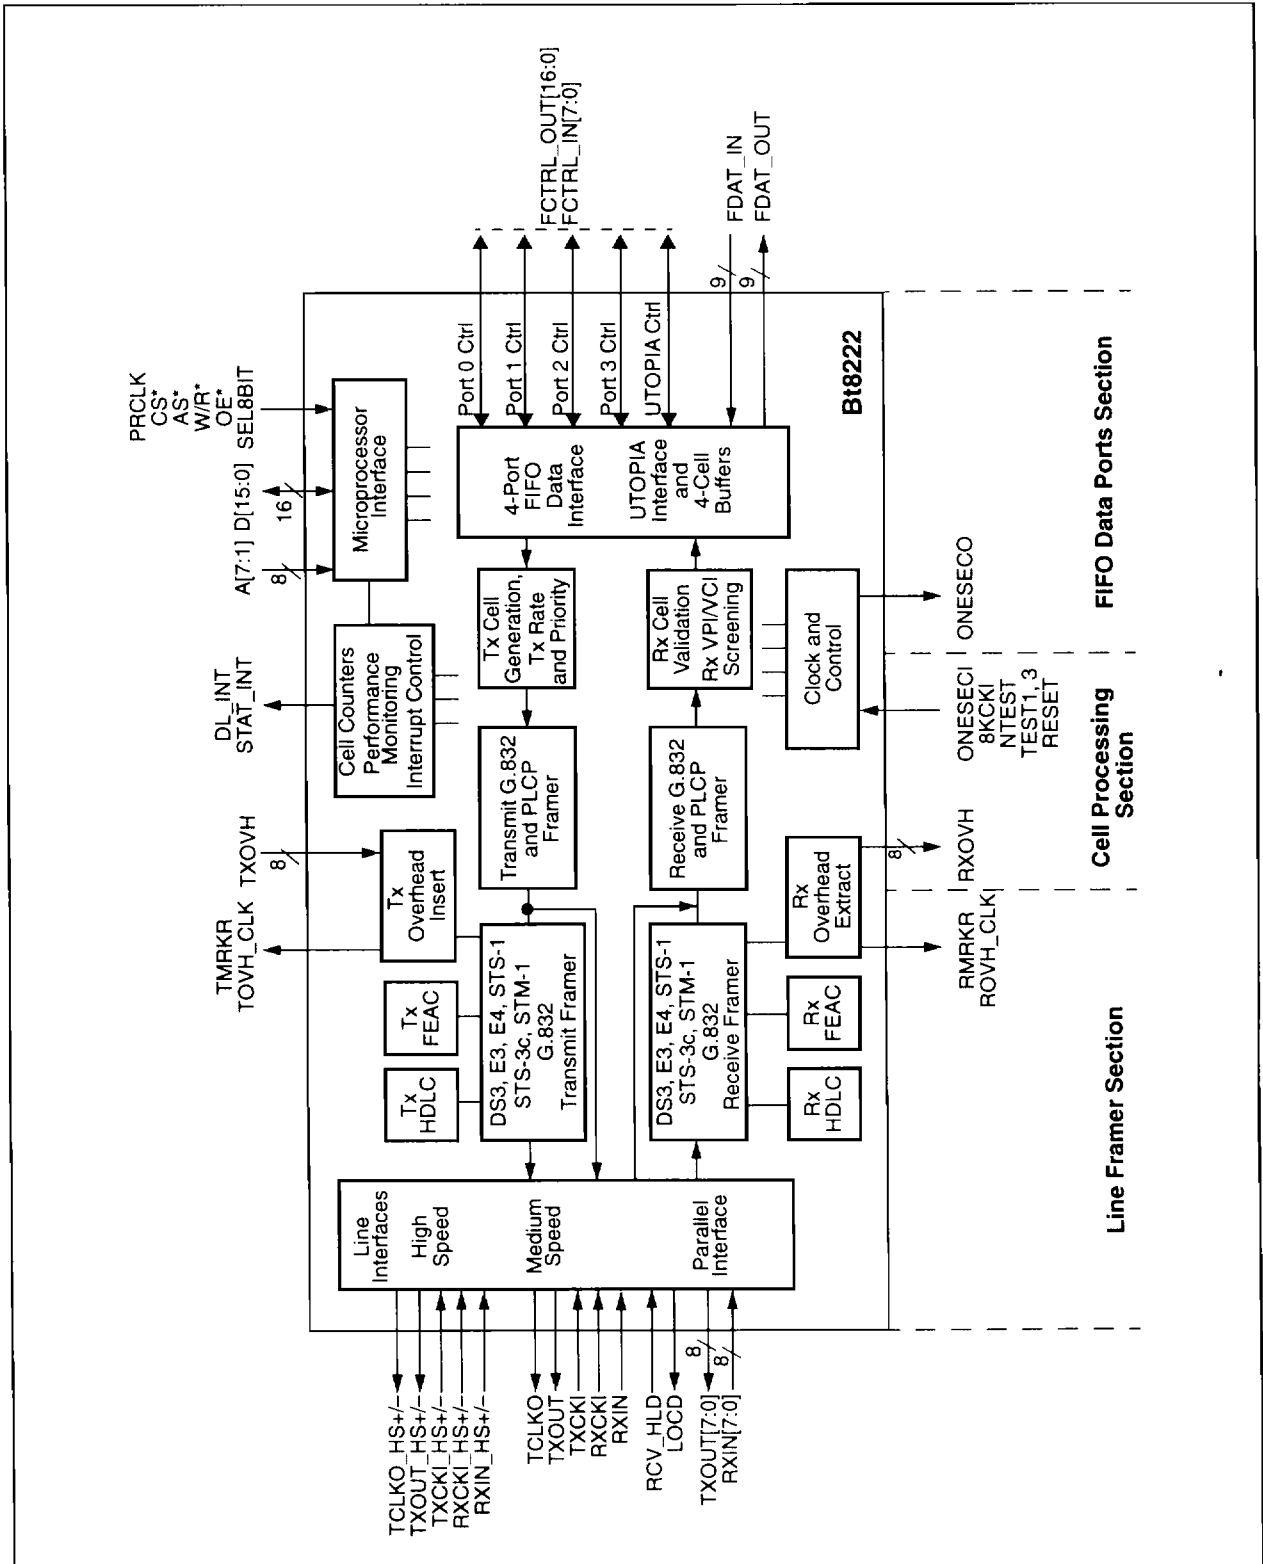 PRCLK
CS*
AS*
W/R*
OE*
A[7:1] D[15:0] SEL8BIT
8
16
DL_INT
STAT_INT
TMRKR
TOVH_CLK TXOVH
8
Microprocessor
Interface
Cell Counters
Performance
Monitoring
Interrupt Control
Tx
Overhead
Insert
Tx
FEAC
Tx
HDLC
Line
Interfaces
High
Speed
Medium
Speed
Parallel
Interface
TCLKO_HS+/–
TXOUT_HS+/–
TXCKI_HS+/–
RXCKI_HS+/–
RXIN_HS+/–
TCLKO
TXOUT
TXCKI
RXCKI
RXIN
RCV_HLD
LOCD
TXOUT[7:0]
RXIN[7:0]
8
8
DS3, E3, E4, STS-1
STS-3c, STM-1
G.832
Transmit Framer
Transmit G.832
and PLCP
Framer
Tx Cell
Generation,
Tx Rate
and Priority
4-Port
FIFO
Data
Interface
UTOPIA
Interface
and
4-Cell
Buffers
Port 0 Ctrl
Port 1 Ctrl
Port 2 Ctrl
Port 3 Ctrl
UTOPIA Ctrl
FCTRL_OUT[16:0]
FCTRL_IN[7:0]
9
9
FDAT_IN
FDAT_OUT
DS3, E3, E4, STS-1
STS-3c, STM-1
G.832
Receive Framer
Receive G.832
and PLCP
Framer
Rx Cell
Validation
Rx VPI/VCI
Screening
Rx
HDLC
Rx
FEAC
Rx
Overhead
Extract
Clock and
Control
Bt8222
RMRKR
ROVH_CLK
8
RXOVH
ONESECI
8KCKI
NTEST
TEST1, 3
RESET
ONESECO
Line Framer Section
Cell Processing
Section
FIFO Data Ports Section